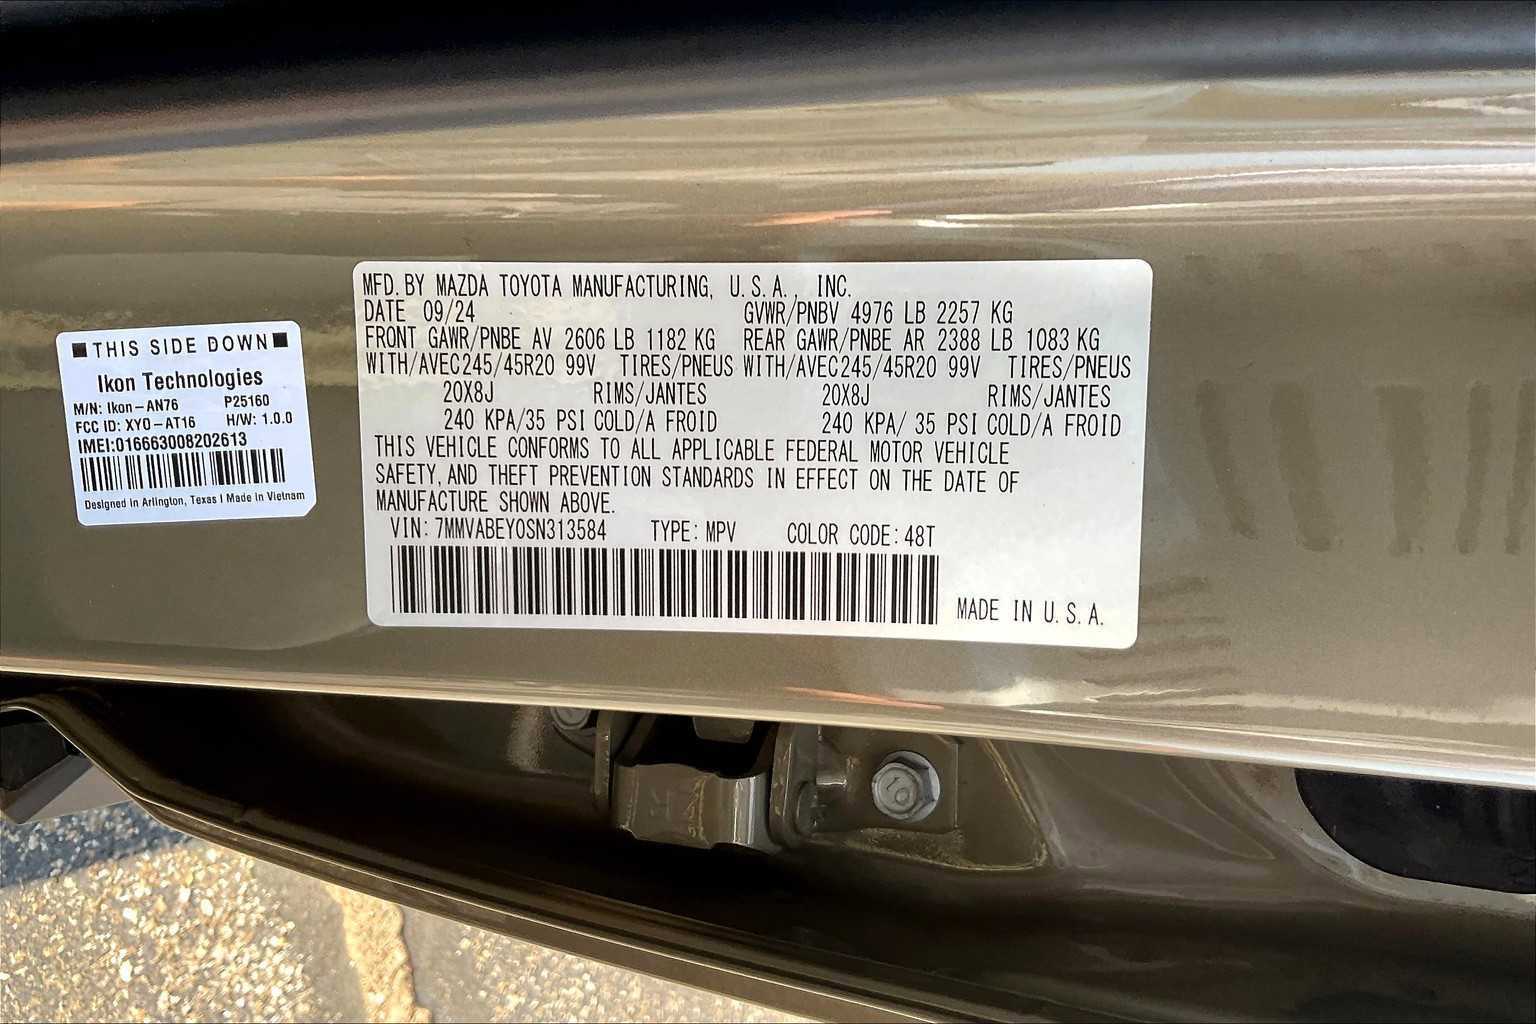 ■THIS SIDE DOWN■
Ikon Technologies
M/N: Ikon-AN76 P25160
FCC ID: XYO-AT16 H/W: 1.0.0
IMEI:016663008202613
Designed in Arlington, Texas | Made in Vietnam
MFD. BY MAZDA TOYOTA MANUFACTURING, U.S.A., INC.
DATE 09/24 GVWR/PNBV 4976 LB 2257 KG
FRONT GAWR/PNBE AV 2606 LB 1182 KG REAR GAWR/PNBE AR 2388 LB 1083 KG
WITH/AVEC245/45R20 99V TIRES/PNEUS WITH/AVEC245/45R20 99V TIRES/PNEUS
20X8J RIMS/JANTES 20X8J RIMS/JANTES
240 KPA/35 PSI COLD/A FROID 240 KPA/ 35 PSI COLD/A FROID
THIS VEHICLE CONFORMS TO ALL APPLICABLE FEDERAL MOTOR VEHICLE
SAFETY, AND THEFT PREVENTION STANDARDS IN EFFECT ON THE DATE OF
MANUFACTURE SHOWN ABOVE.
VIN: 7MMVABEY0SN313584 TYPE: MPV COLOR CODE: 48T
MADE IN U.S.A.
10